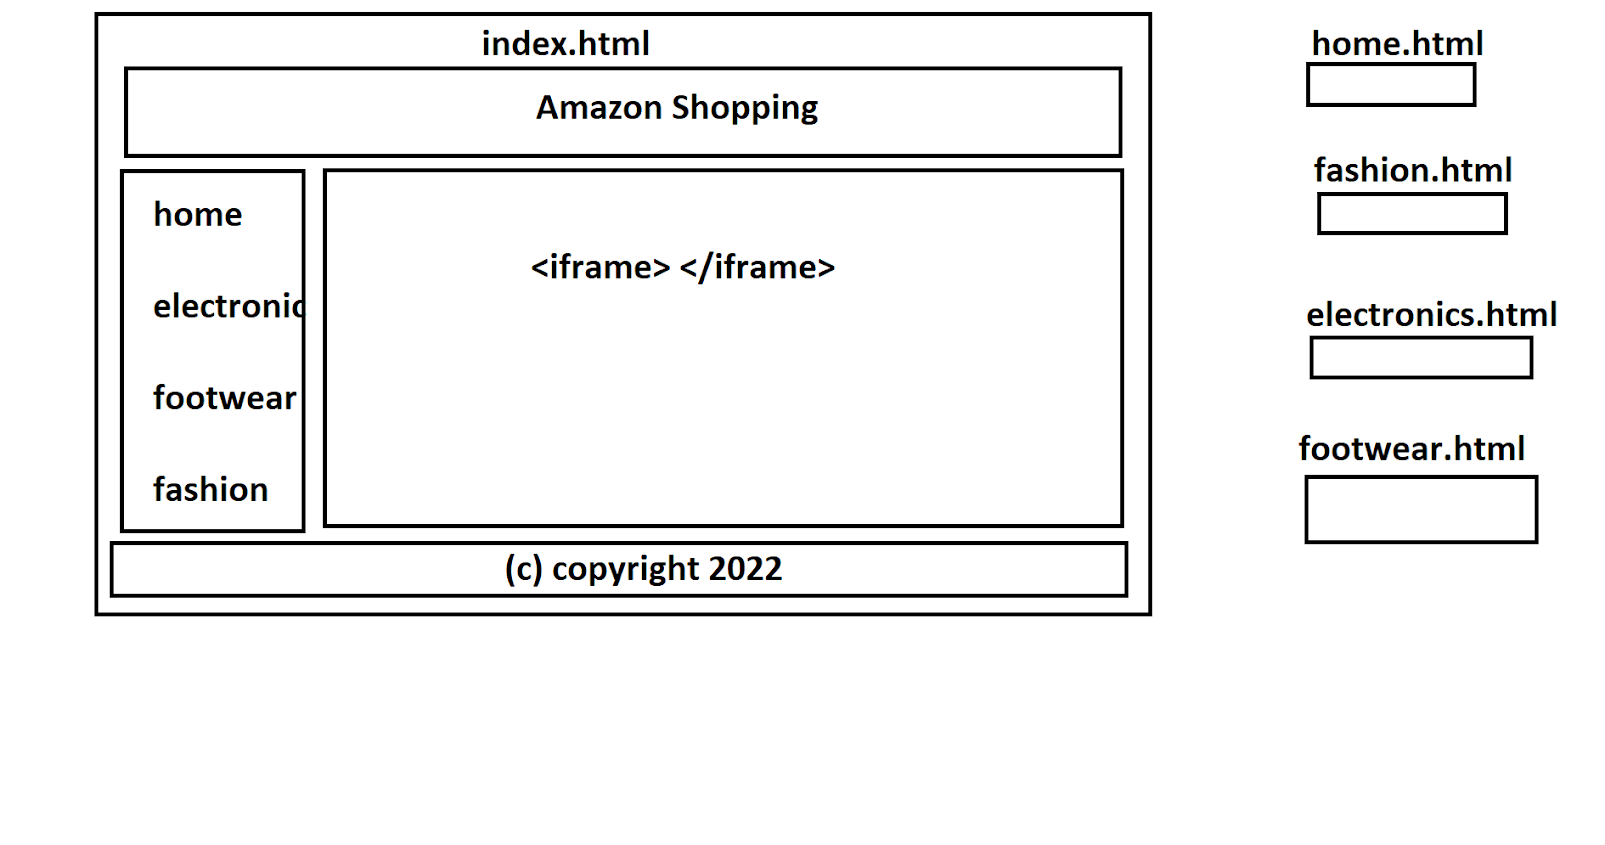 index.html
Amazon Shopping
home
electronic
footwear
fashion
<iframe> </iframe>
(c) copyright 2022
home.html
fashion.html
electronics.html
footwear.html